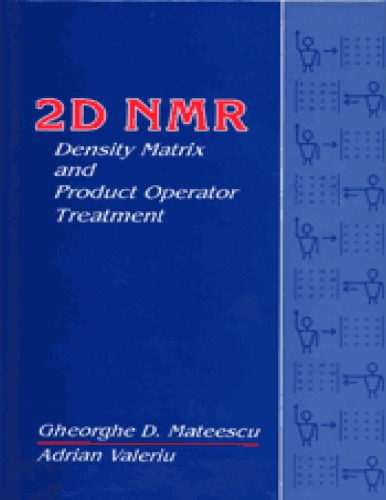 2D NMR
Density Matrix
and
Product Operator
Treatment
Gheorghe D. Mateescu
Adrian Valeriu